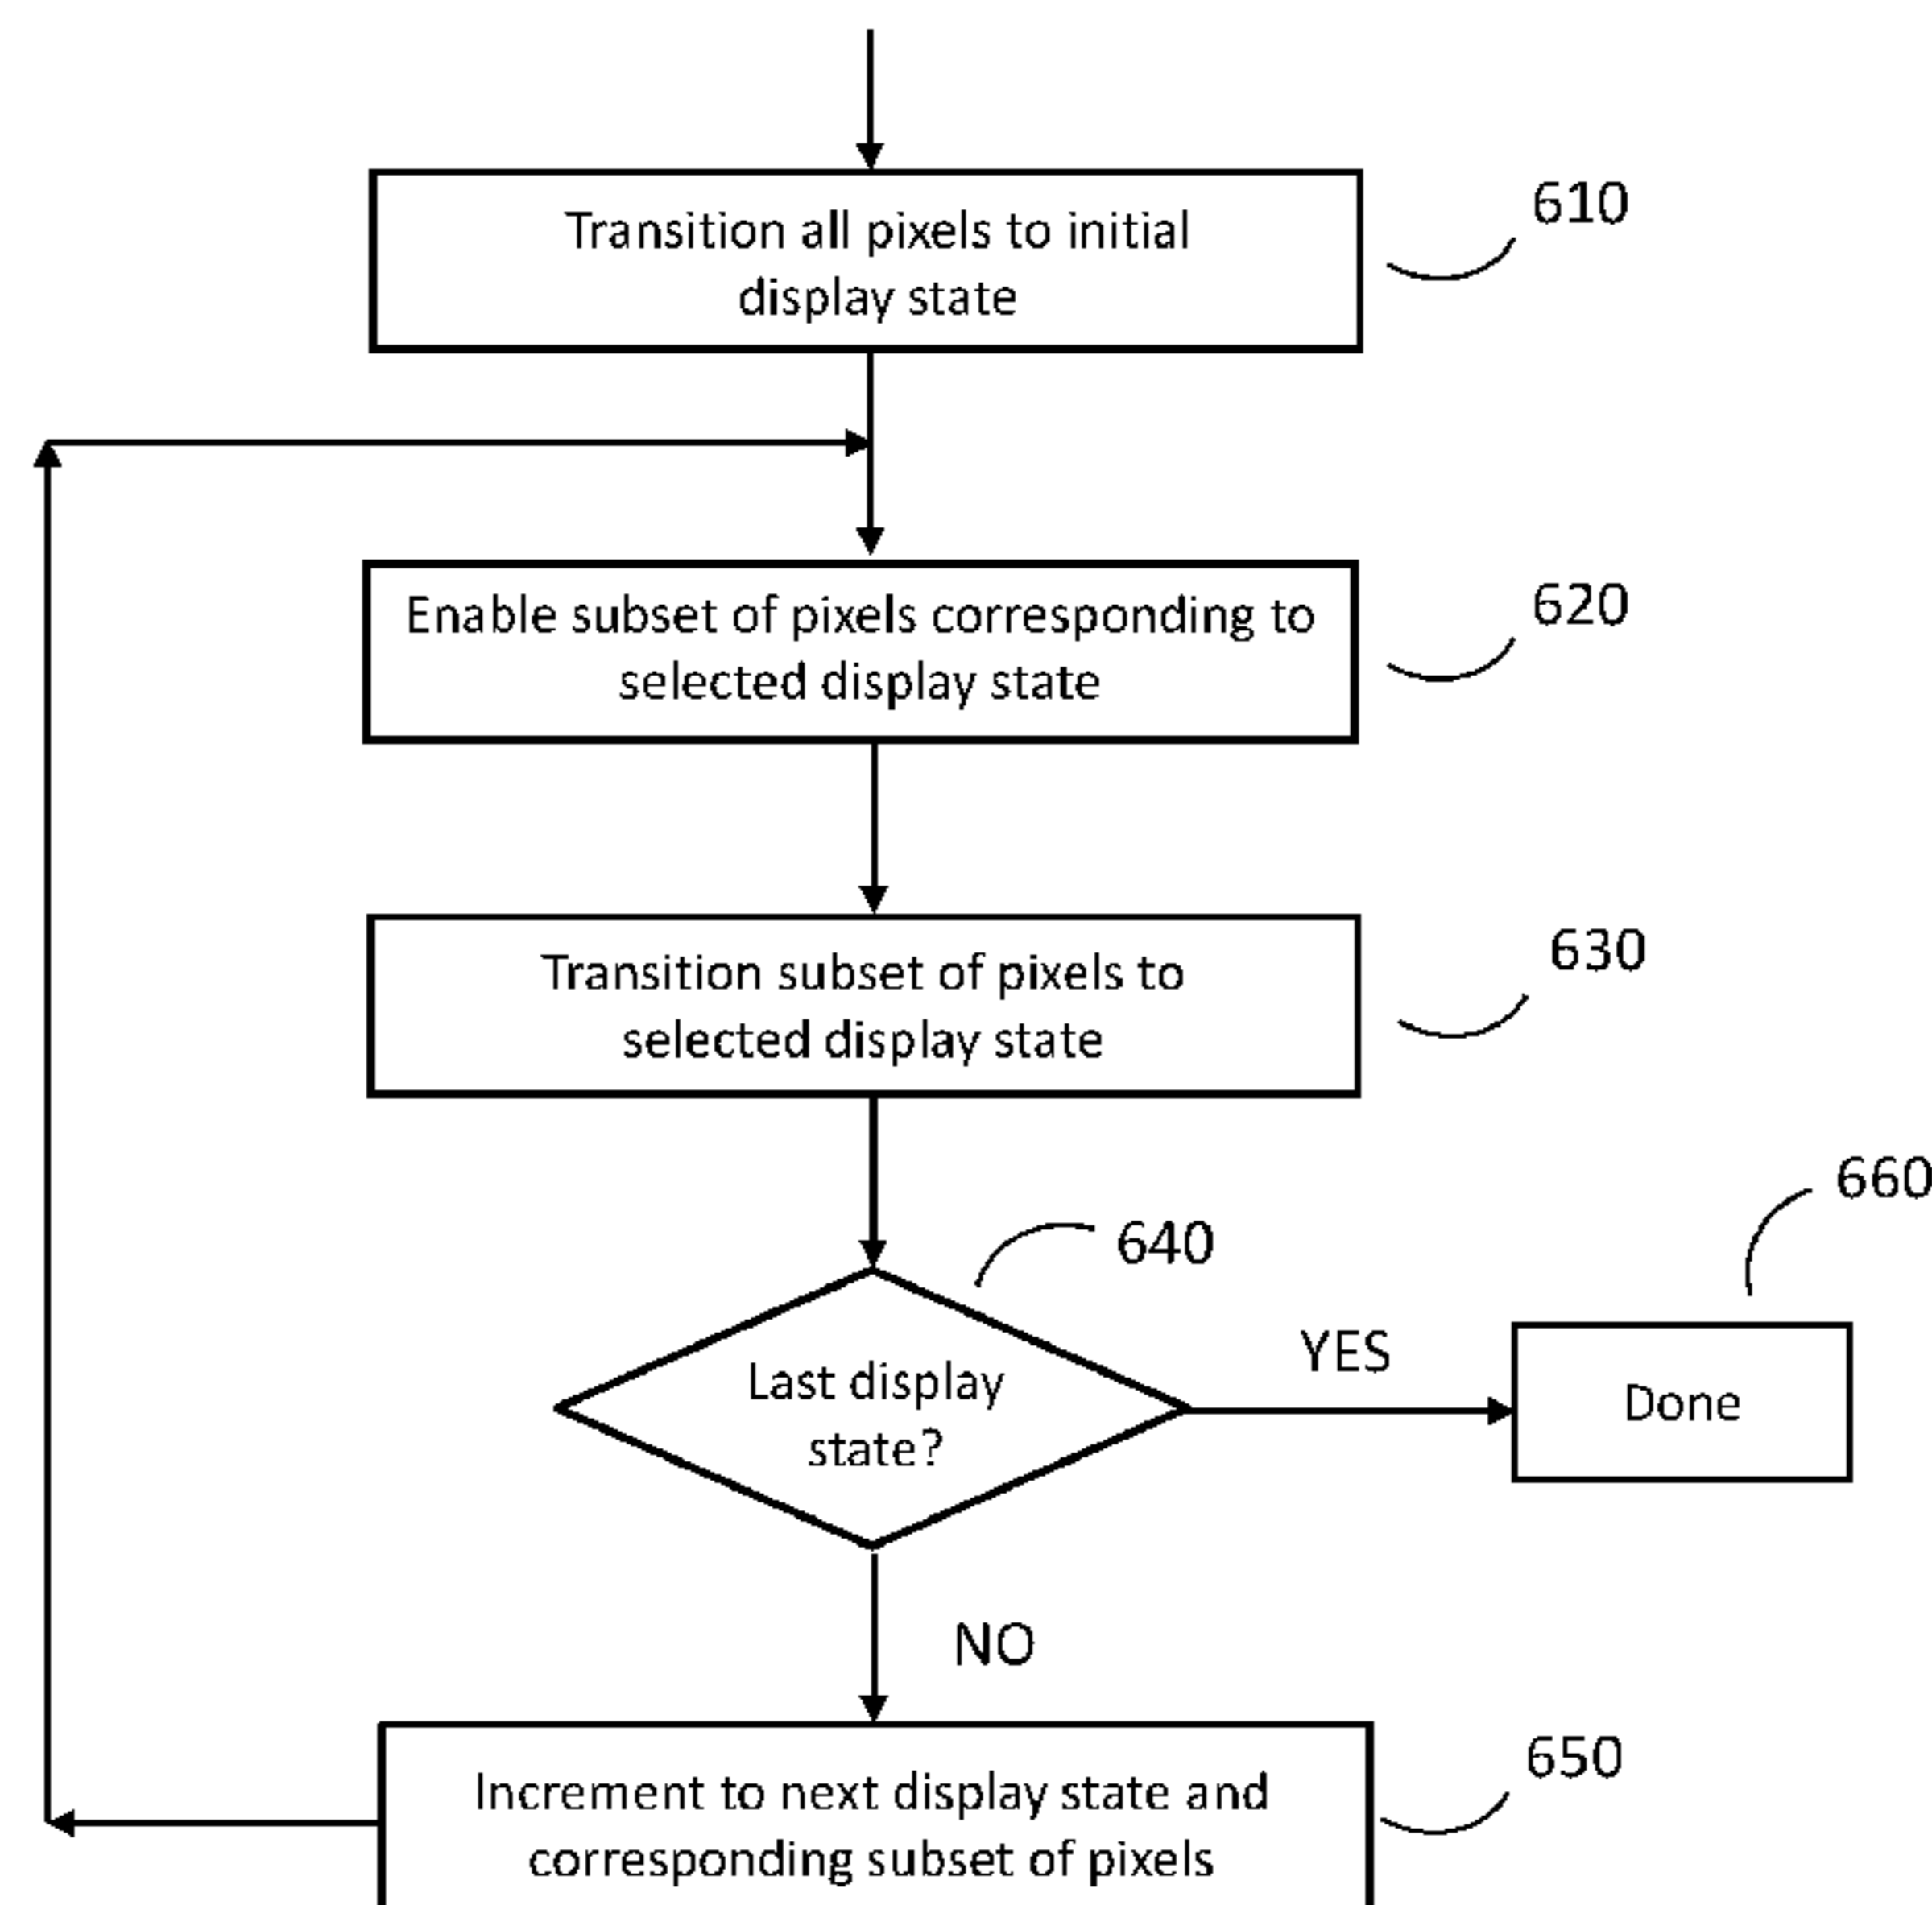 Transition all pixels to initial
display state
610
Enable subset of pixels corresponding to
selected display state
620
Transition subset of pixels to
selected display state
630
Last display
state?
640
YES
Done
660
NO
Increment to next display state and
corresponding subset of pixels
650